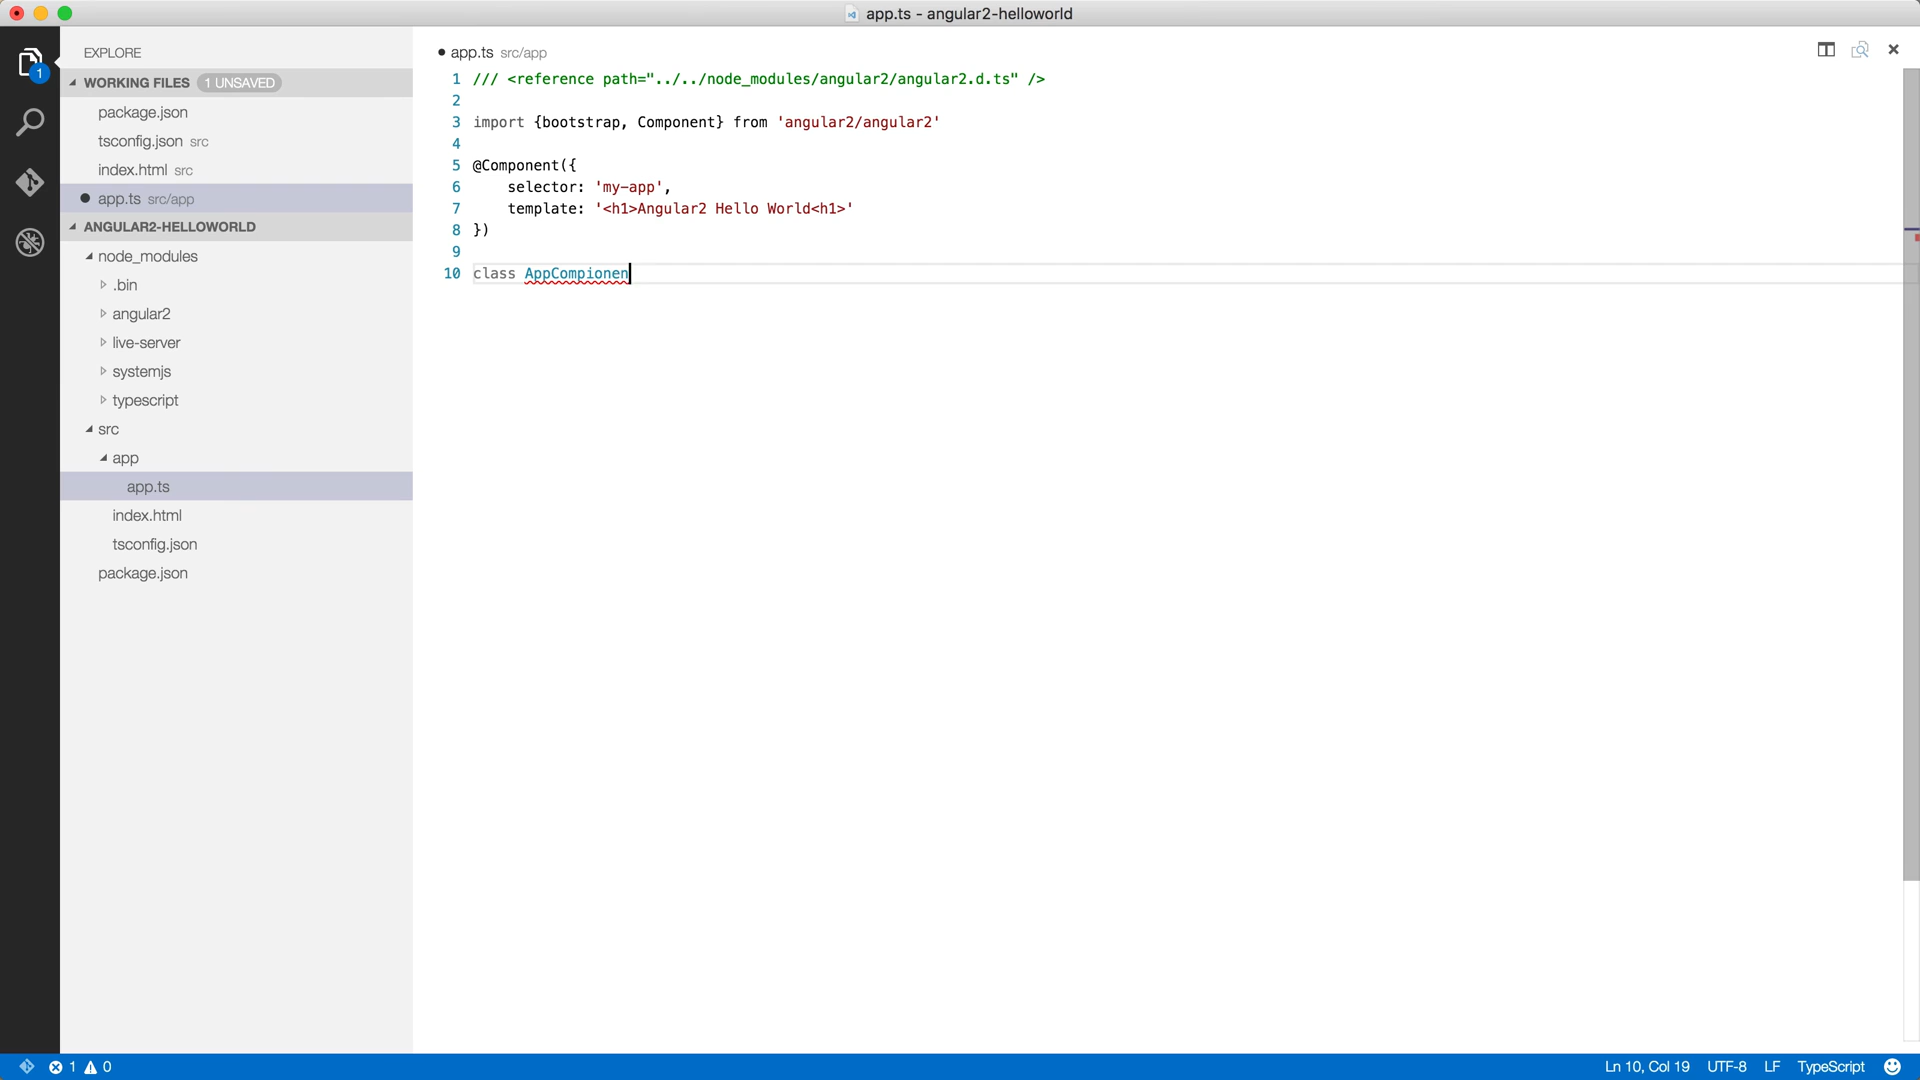 app.ts - angular2-helloworld
EXPLORE
WORKING FILES 1 UNSAVED
package.json
tsconfig.json src
index.html src
app.ts src/app
ANGULAR2-HELLOWORLD
node_modules
.bin
angular2
live-server
systemjs
typescript
src
app
app.ts
index.html
tsconfig.json
package.json
1
app.ts src/app
1 /// <reference path="../../node_modules/angular2/angular2.d.ts" />
2
3 import {bootstrap, Component} from 'angular2/angular2'
4
5 @Component({
6 selector: 'my-app',
7 template: '<h1>Angular2 Hello World<h1>'
8 })
9
10 class AppCompionen
1 0
Ln 10, Col 19 UTF-8 LF TypeScript